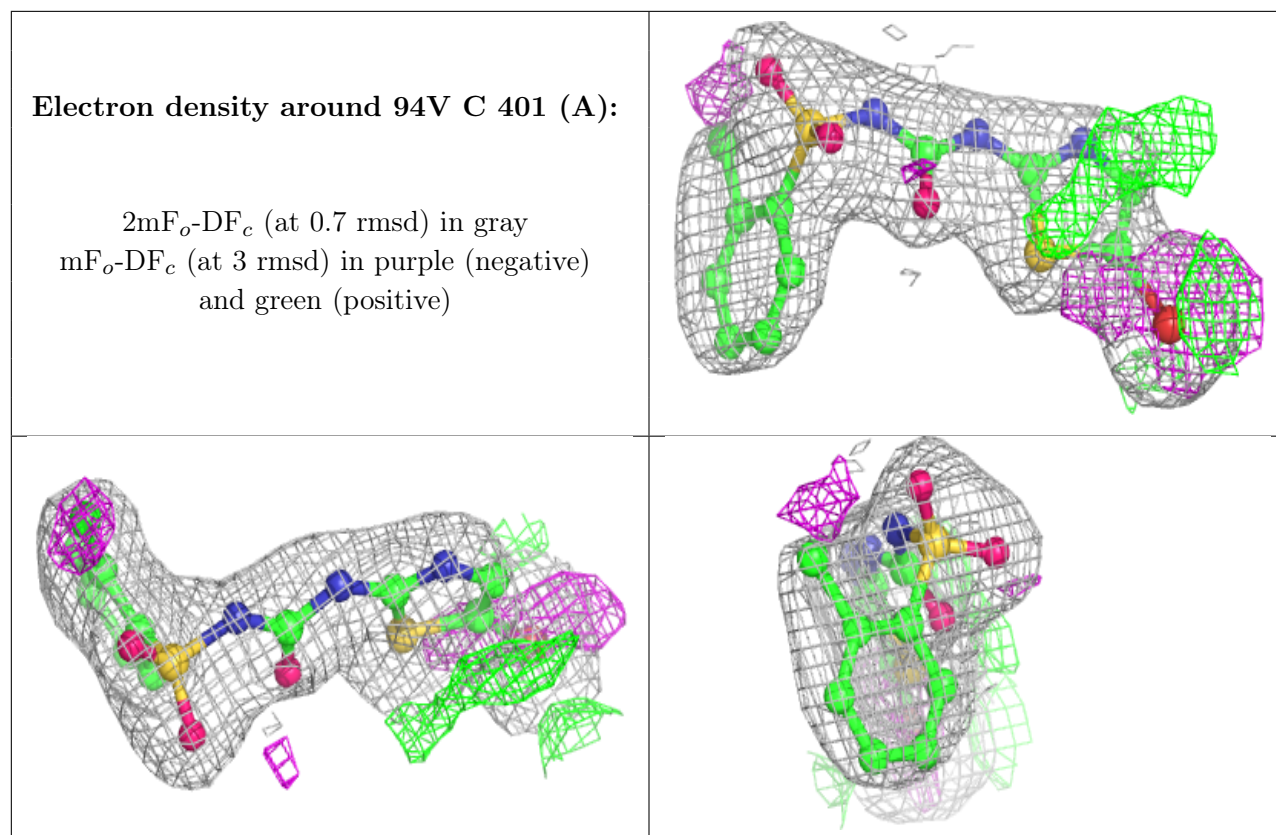 Electron density around 94V C 401 (A):
2mFₒ-DF𝒸 (at 0.7 rmsd) in gray
mFₒ-DF𝒸 (at 3 rmsd) in purple (negative)
and green (positive)